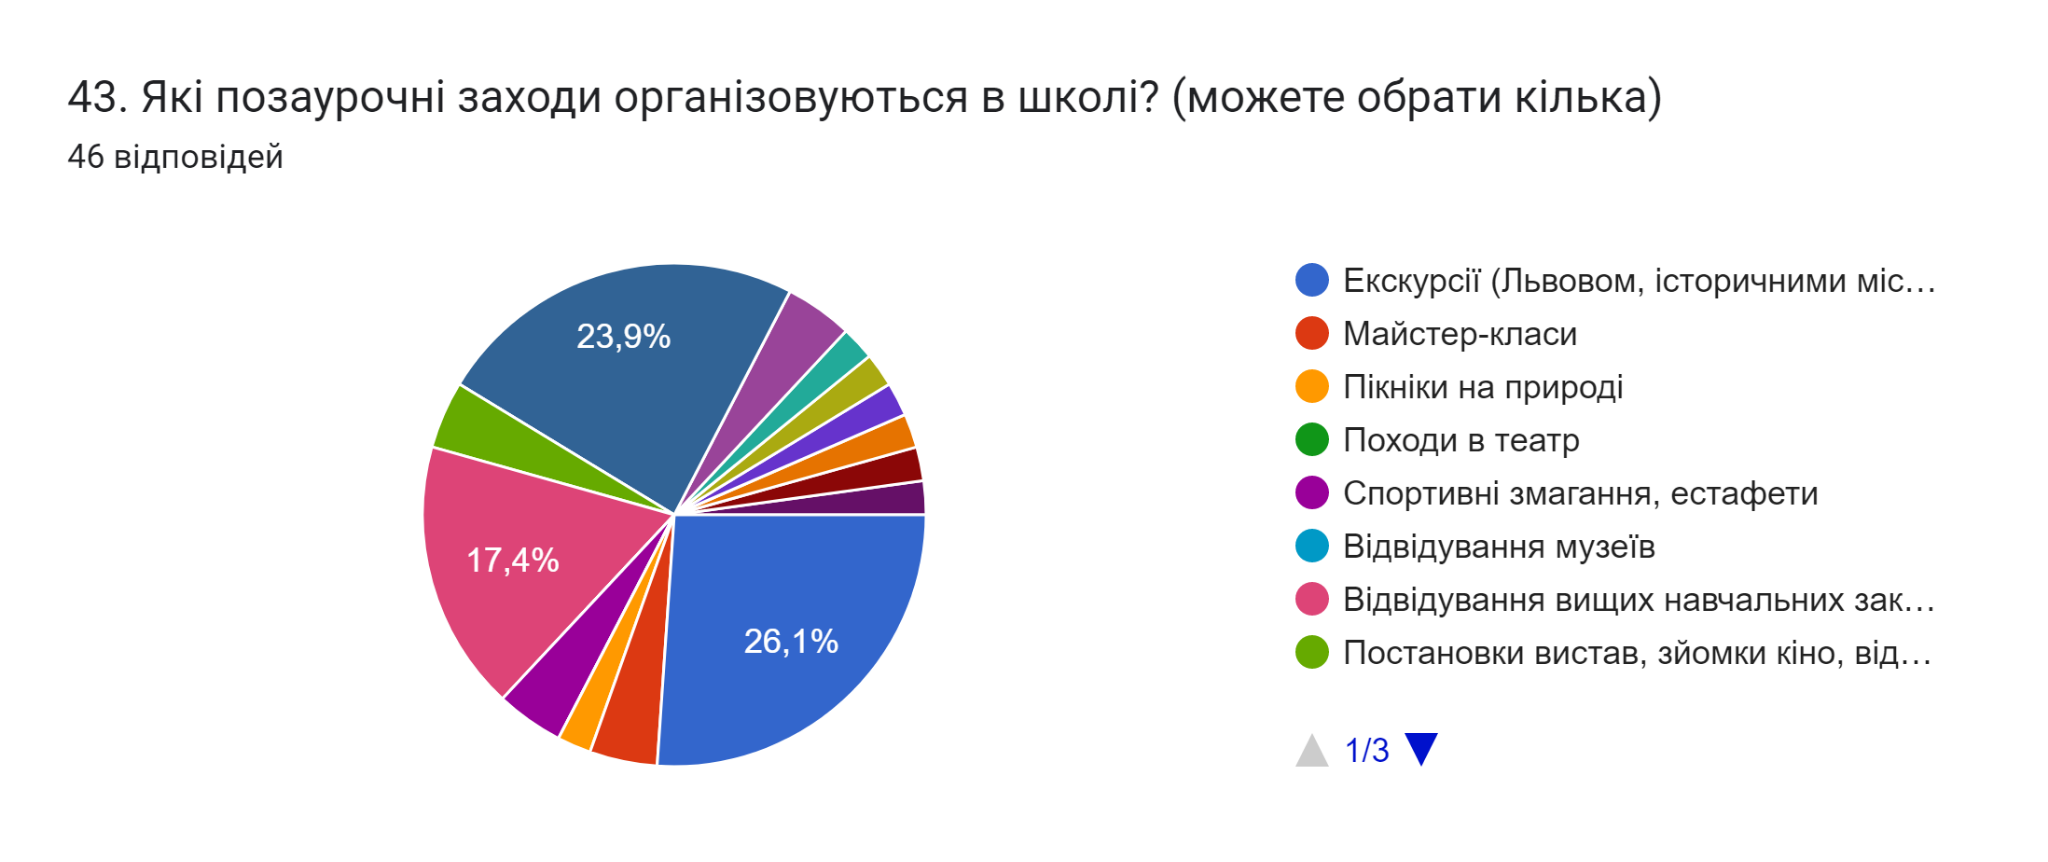 43. Які позаурочні заходи організовуються в школі? (можете обрати кілька)
46 відповідей
23,9%
17,4%
26,1%
Екскурсії (Львовом, історичними міс…
Майстер-класи
Пікніки на природі
Походи в театр
Спортивні змагання, естафети
Відвідування музеїв
Відвідування вищих навчальних зак…
Постановки вистав, зйомки кіно, від…
1/3